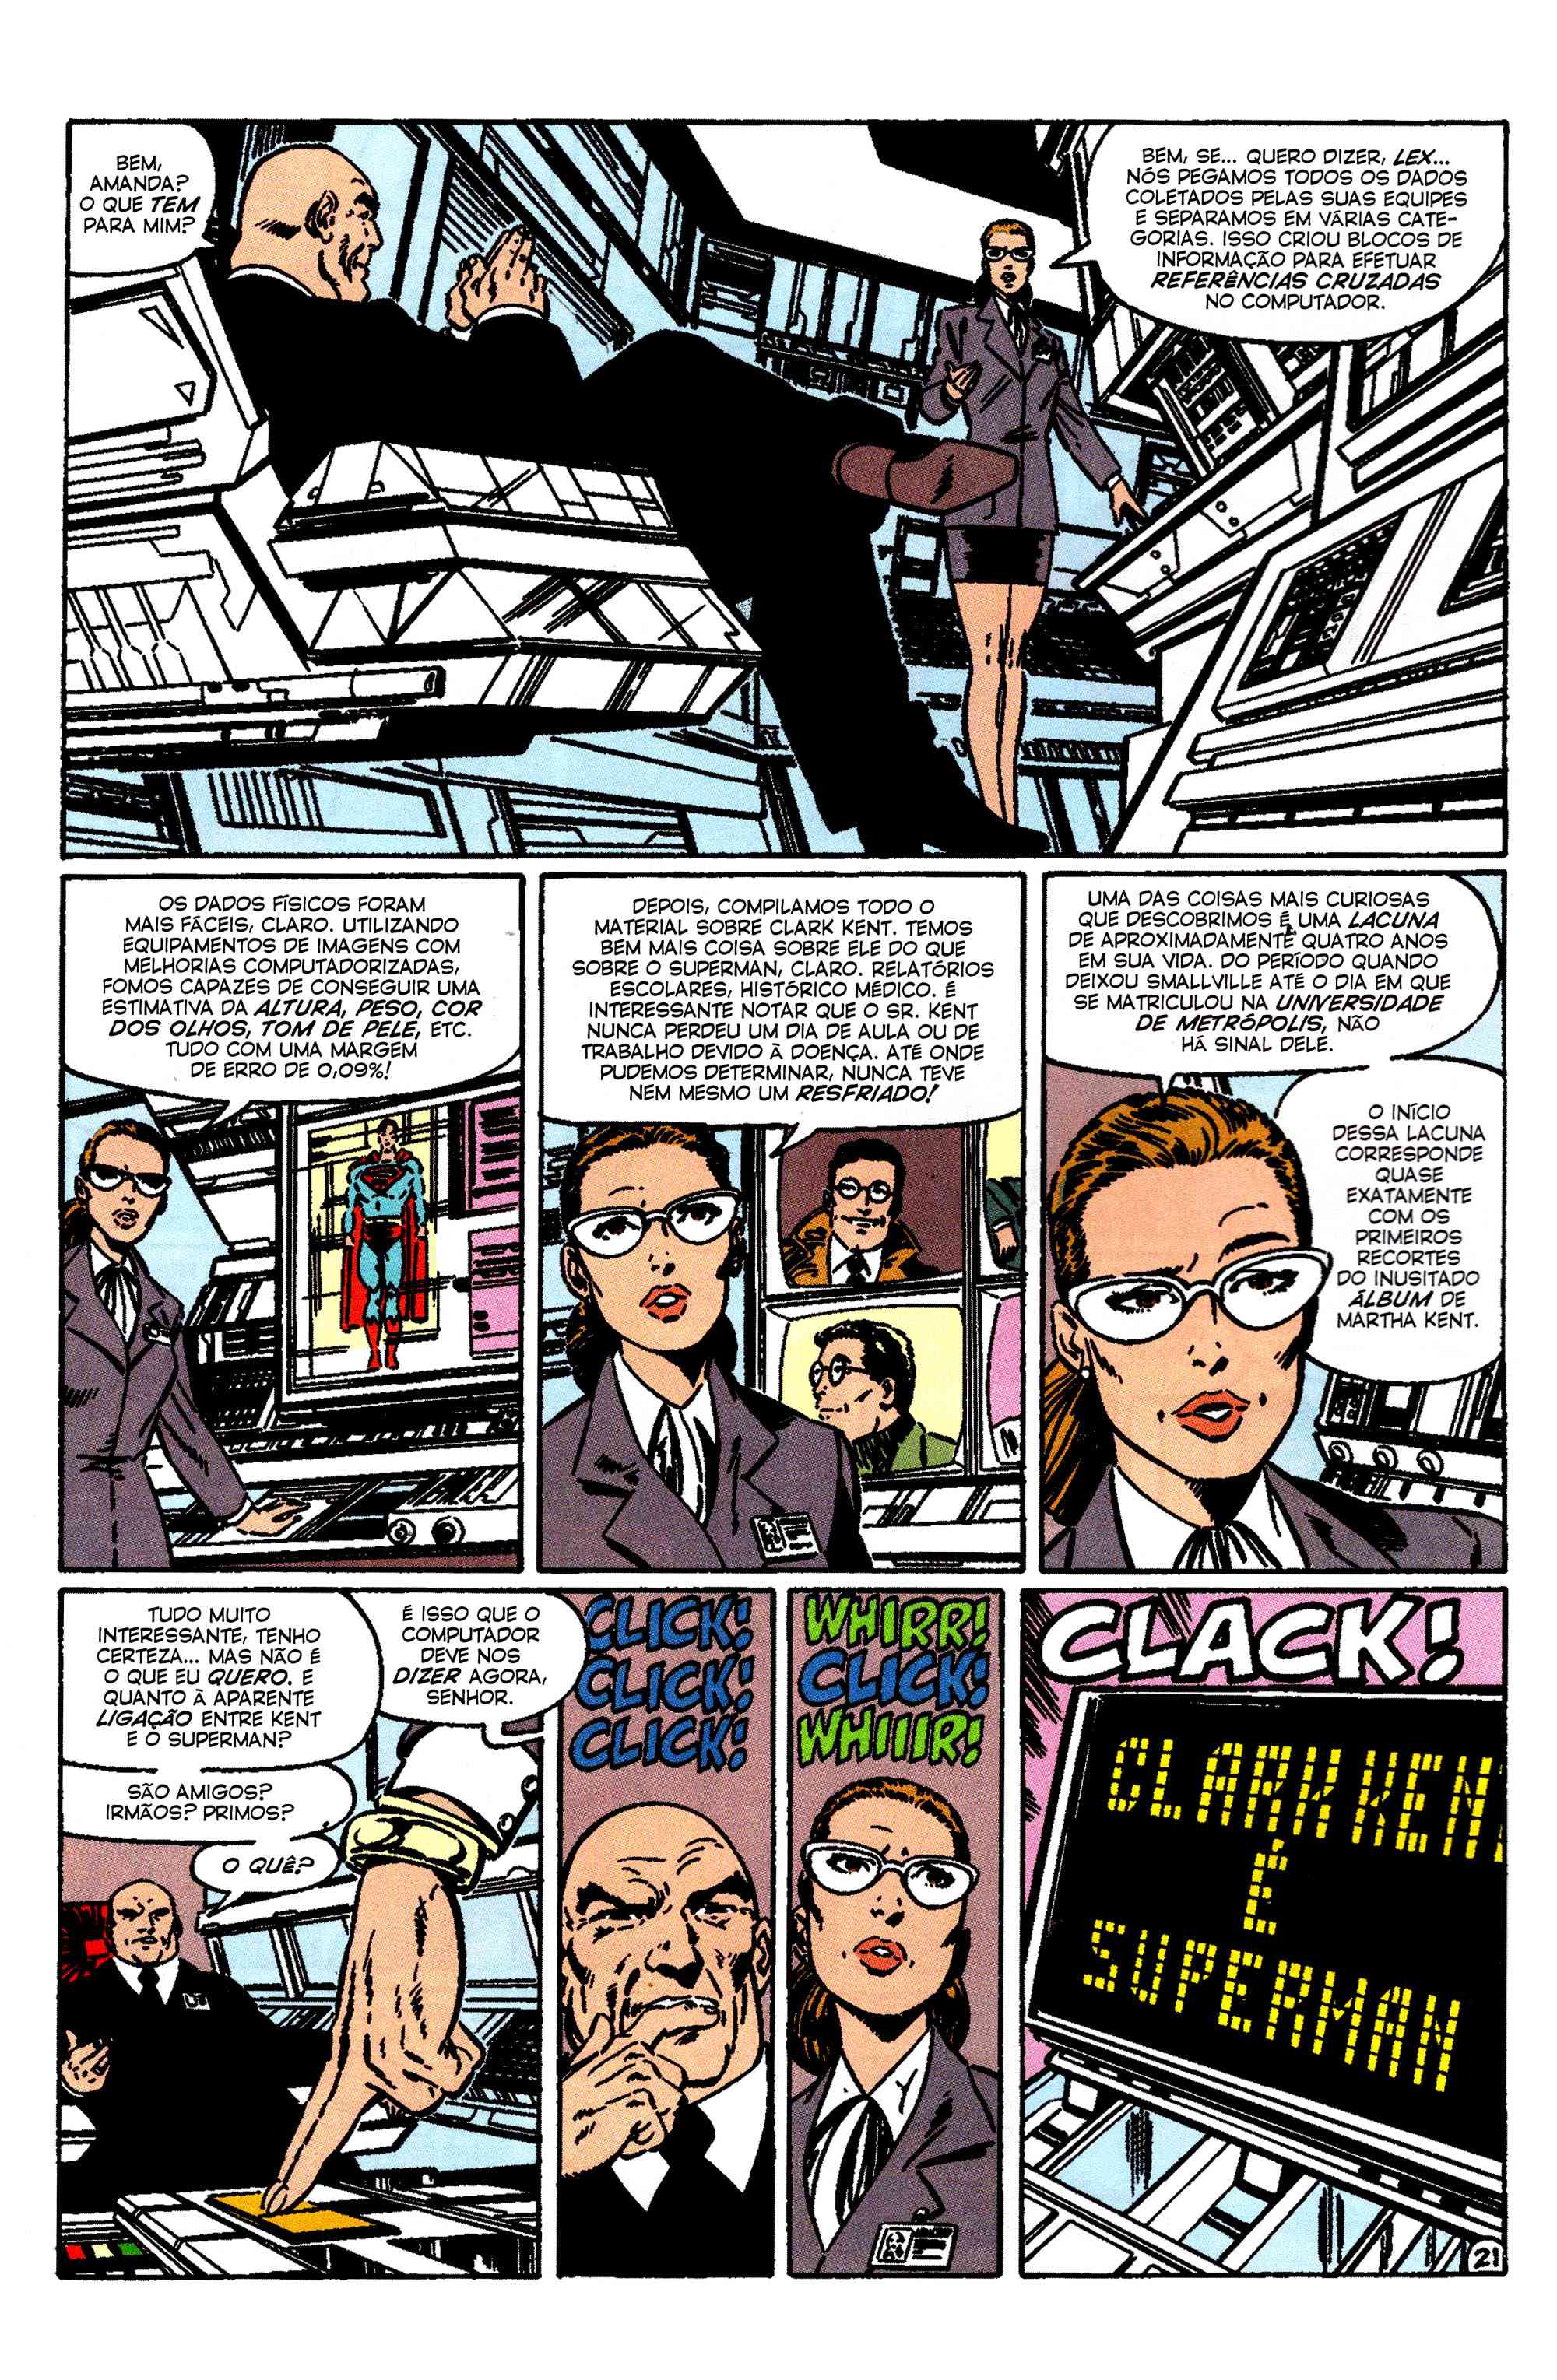 BEM,
AMANDA?
O QUE TEM
PARA MIM?
BEM, SE... QUERO DIZER, LEX...
NÓS PEGAMOS TODOS OS DADOS
COLETADOS PELAS SUAS EQUIPES
E SEPARAMOS EM VÁRIAS CATE-
GORIAS. ISSO CRIOU BLOCOS DE
INFORMAÇÃO PARA EFETUAR
REFERÊNCIAS CRUZADAS
NO COMPUTADOR.
OS DADOS FÍSICOS FORAM
MAIS FÁCEIS, CLARO. UTILIZANDO
EQUIPAMENTOS DE IMAGENS COM
MELHORIAS COMPUTADORIZADAS,
FOMOS CAPAZES DE CONSEGUIR UMA
ESTIMATIVA DA ALTURA, PESO, COR
DOS OLHOS, TOM DE PELE, ETC.
TUDO COM UMA MARGEM
DE ERRO DE 0,09%!
DEPOIS, COMPILAMOS TODO O
MATERIAL SOBRE CLARK KENT. TEMOS
BEM MAIS COISA SOBRE ELE DO QUE
SOBRE O SUPERMAN, CLARO. RELATÓRIOS
ESCOLARES, HISTÓRICO MÉDICO. É
INTERESSANTE NOTAR QUE O SR. KENT
NUNCA PERDEU UM DIA DE AULA OU DE
TRABALHO DEVIDO À DOENÇA. ATÉ ONDE
PUDEMOS DETERMINAR, NUNCA TEVE
NEM MESMO UM RESFRIADO!
UMA DAS COISAS MAIS CURIOSAS
QUE DESCOBRIMOS É UMA LACUNA
DE APROXIMADAMENTE QUATRO ANOS
EM SUA VIDA. DO PERÍODO QUANDO
DEIXOU SMALLVILLE ATÉ O DIA EM QUE
SE MATRICULOU NA UNIVERSIDADE
DE METRÓPOLIS, NÃO
HÁ SINAL DELE.
O INÍCIO
DESSA LACUNA
CORRESPONDE
QUASE
EXATAMENTE
COM OS
PRIMEIROS
RECORTES
DO INUSITADO
ÁLBUM DE
MARTHA KENT.
TUDO MUITO
INTERESSANTE, TENHO
CERTEZA... MAS NÃO É
O QUE EU QUERO. E
QUANTO À APARENTE
LIGAÇÃO ENTRE KENT
E O SUPERMAN?
SÃO AMIGOS?
IRMÃOS? PRIMOS?
O QUÊ?
É ISSO QUE O
COMPUTADOR
DEVE NOS
DIZER AGORA,
SENHOR.
CLICK!
CLICK!
CLICK!
WHIRR!
CLICK!
WHIIIR!
CLACK!
CLARK KEN
É
SUPERMAN
21